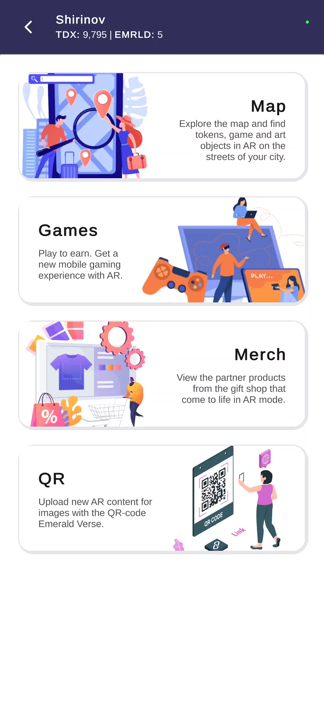 Shirinov
TDX: 9,795 | EMRLD: 5
Map
Explore the map and find
tokens, game and art
objects in AR on the
streets of your city.
Games
Play to earn. Get a
new mobile gaming
experience with AR.
PLAY...
Merch
View the partner products
from the gift shop that
come to life in AR mode.
%
QR
Upload new AR content for
images with the QR-code
Emerald Verse.
QR CODE
Link